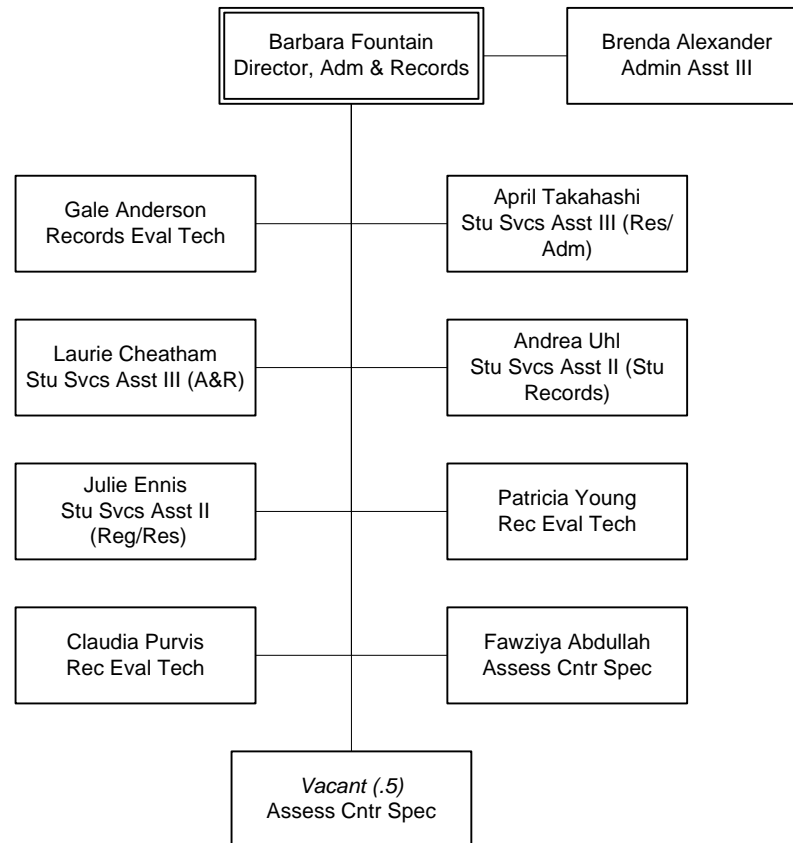 Barbara Fountain
Director, Adm & Records
Brenda Alexander
Admin Asst III
Gale Anderson
Records Eval Tech
April Takahashi
Stu Svcs Asst III (Res/
Adm)
Laurie Cheatham
Stu Svcs Asst III (A&R)
Andrea Uhl
Stu Svcs Asst II (Stu
Records)
Julie Ennis
Stu Svcs Asst II
(Reg/Res)
Patricia Young
Rec Eval Tech
Claudia Purvis
Rec Eval Tech
Fawziya Abdullah
Assess Cntr Spec
Vacant (.5)
Assess Cntr Spec